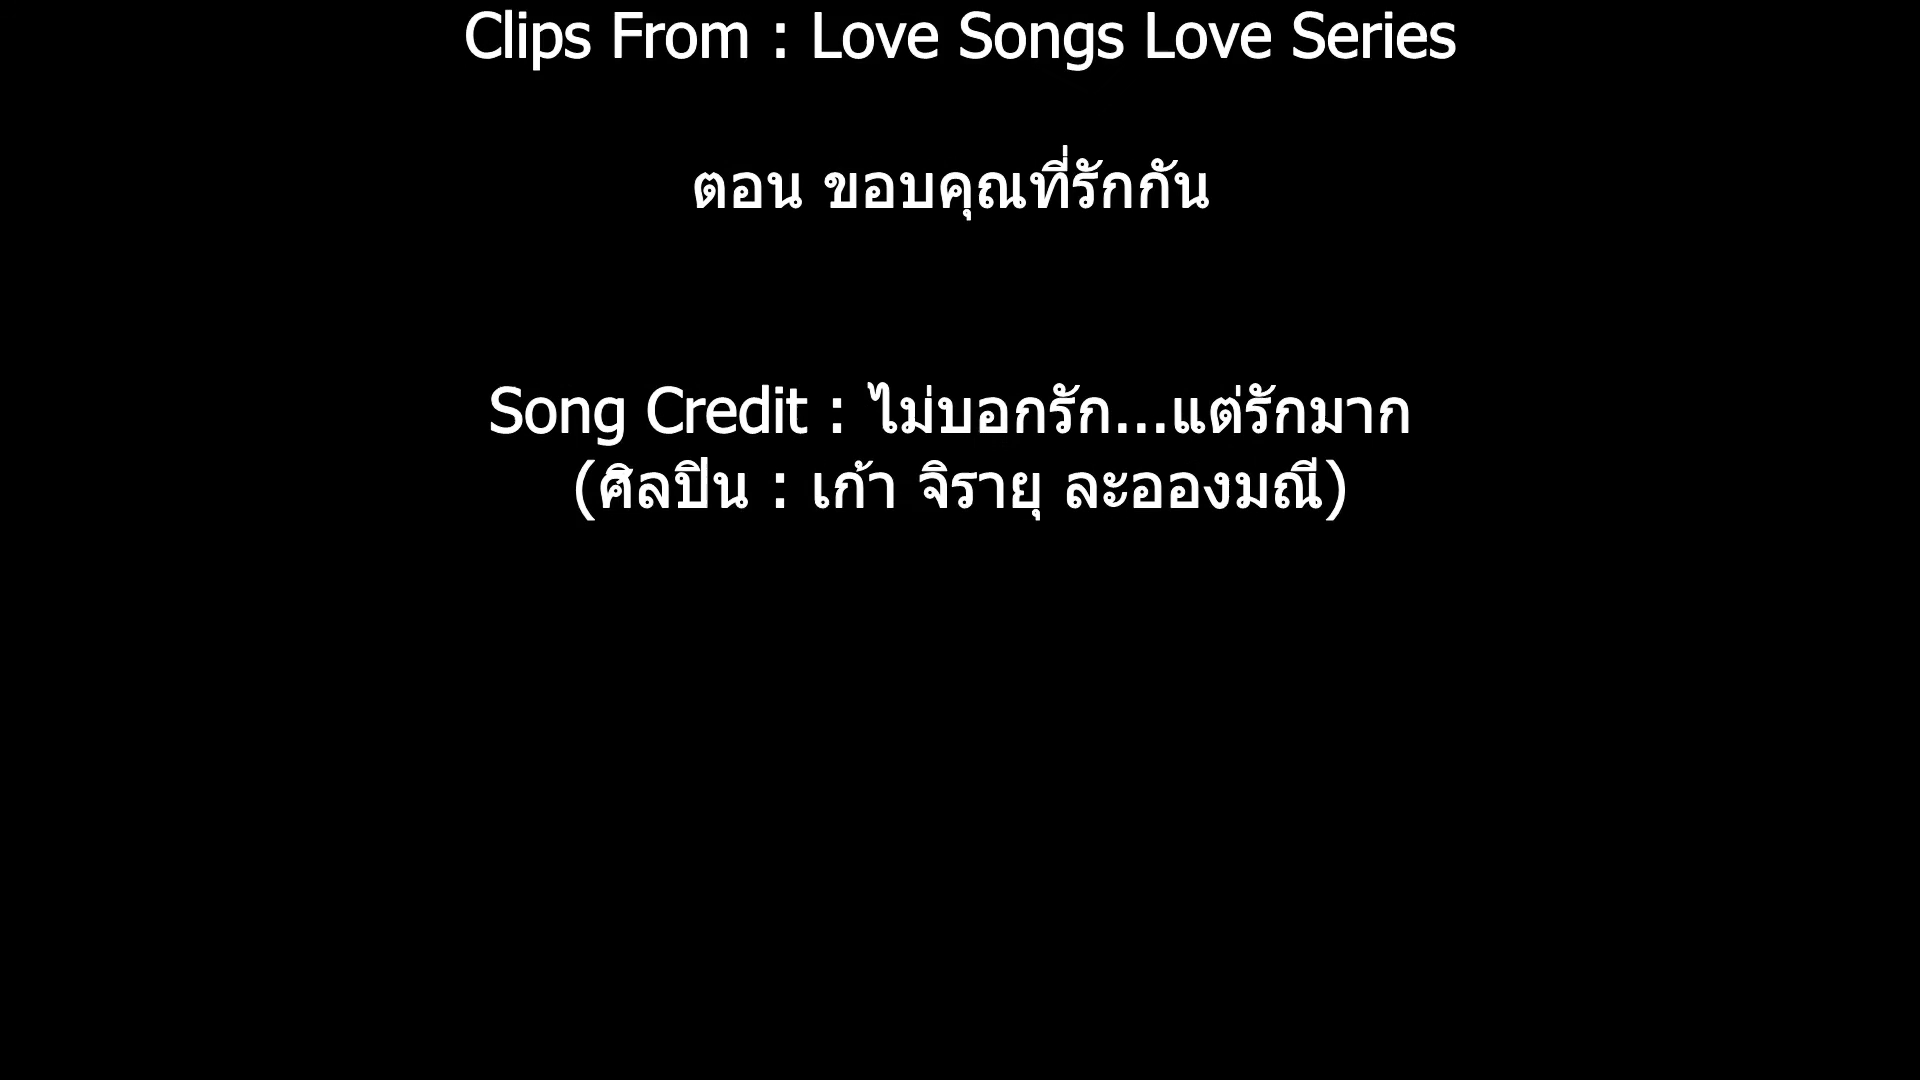 Clips From : Love Songs Love Series
ตอน ขอบคุณที่รักกัน
Song Credit : ไม่บอกรัก...แต่รักมาก
(ศิลปิน : เก้า จิรายุ ละอองมณี)